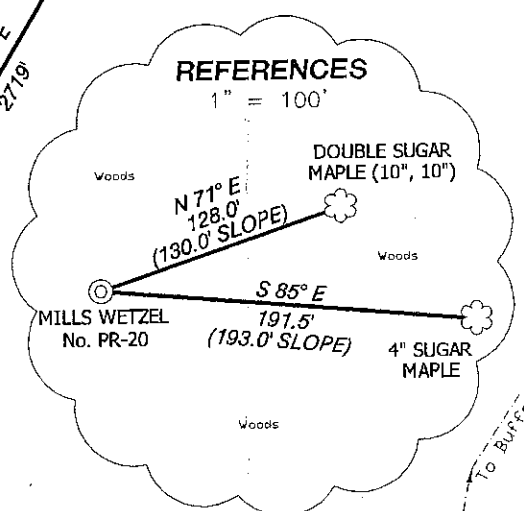 E
2719'
REFERENCES
1" = 100'
DOUBLE SUGAR
MAPLE (10", 10")
Woods
N 71° E
128.0'
(130.0' SLOPE)
Woods
S 85° E
191.5'
(193.0' SLOPE)
MILLS WETZEL
No. PR-20
4" SUGAR
MAPLE
Woods
To Buff